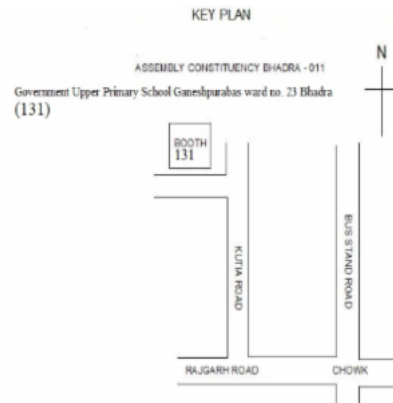 KEY PLAN
N
ASSEMBLY CONSTITUENCY BHADRA - 011
Government Upper Primary School Ganeshpurabas ward no. 23 Bhadra
(131)
BOOTH
131
KUTIA ROAD
BUS STAND ROAD
RAJGARH ROAD
CHOWK